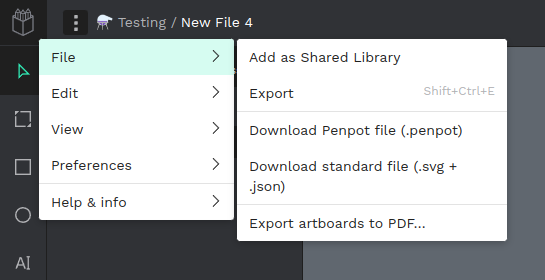 Testing / New File 4
File
Edit
View
Preferences
Help & info
Add as Shared Library
Export Shift+Ctrl+E
Download Penpot file (.penpot)
Download standard file (.svg +
.json)
Export artboards to PDF...